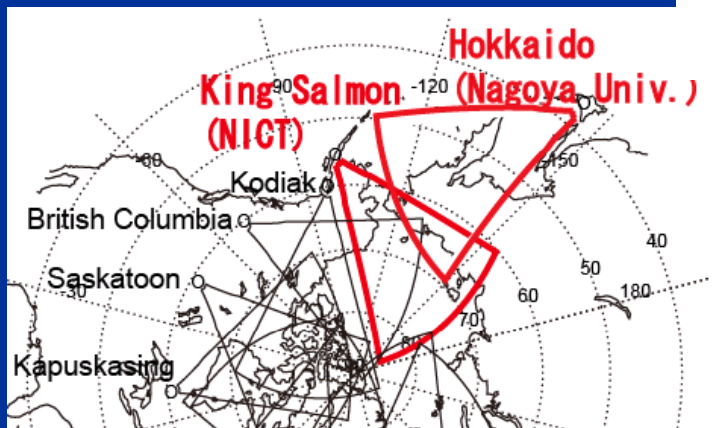 Hokkaido
(Nagoya Univ.)
King Salmon
(NICT)
-90
-120
-60
-150
Kodiak
British Columbia
Saskatoon
-30
Kapuskasing
40
50
180
60
70
80